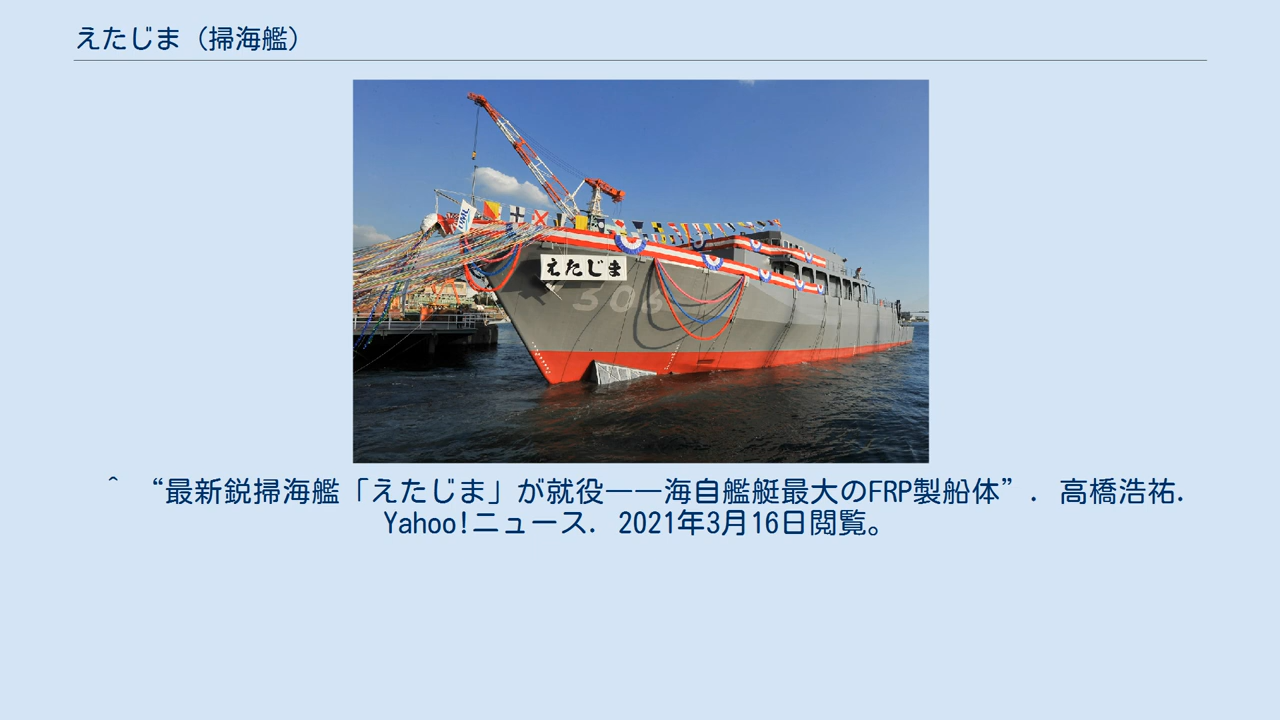 えたじま（掃海艦）
JML
えたじま
306
^ “最新鋭掃海艦「えたじま」が就役――海自艦艇最大のFRP製船体”. 高橋浩祐.
Yahoo!ニュース. 2021年3月16日閲覧。